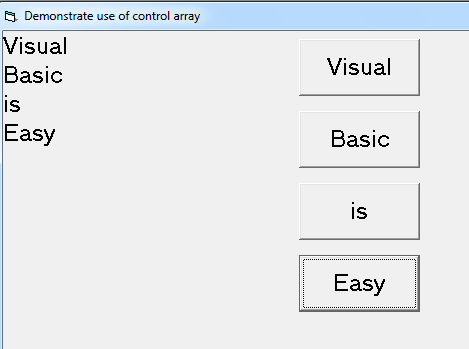 Demonstrate use of control array
Visual
Basic
is
Easy
Visual
Basic
is
Easy